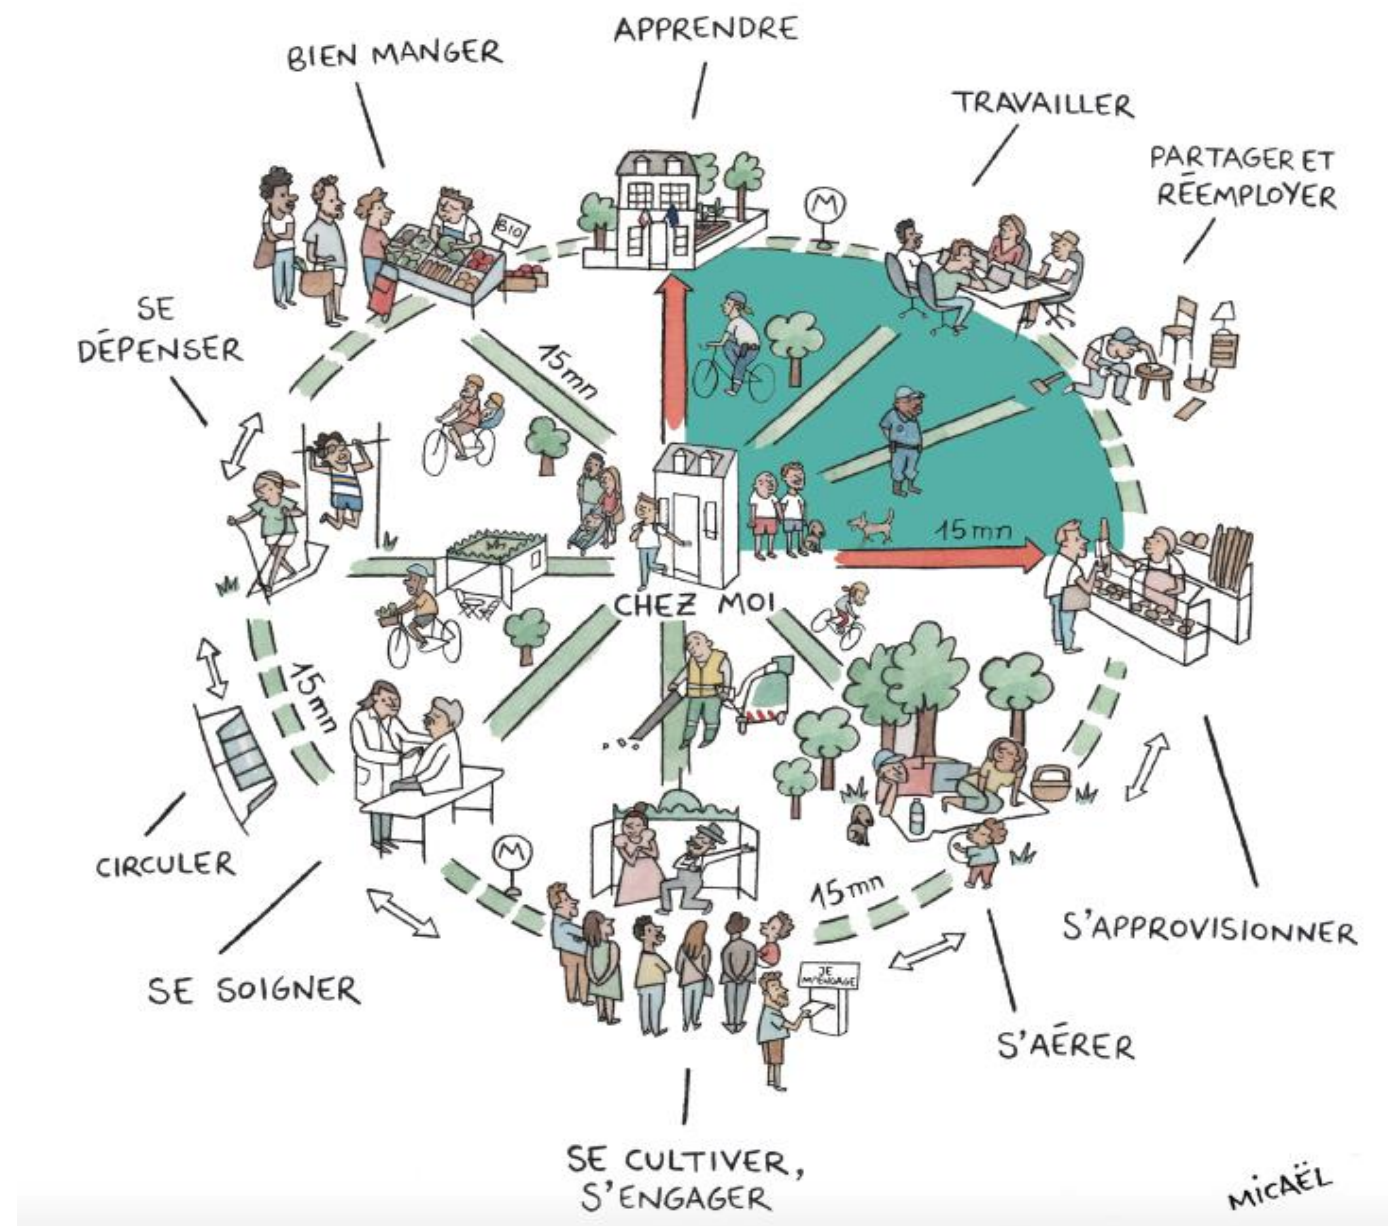 APPRENDRE
BIEN MANGER
TRAVAILLER
PARTAGER ET
RÉEMPLOYER
M
BIO
SE
DÉPENSER
15mn
15mn
CHEZ MOI
15mn
M
15mn
CIRCULER
SE SOIGNER
S'APPROVISIONNER
JE
M'ENGAGE
S'AÉRER
SE CULTIVER,
S'ENGAGER
MICAËL